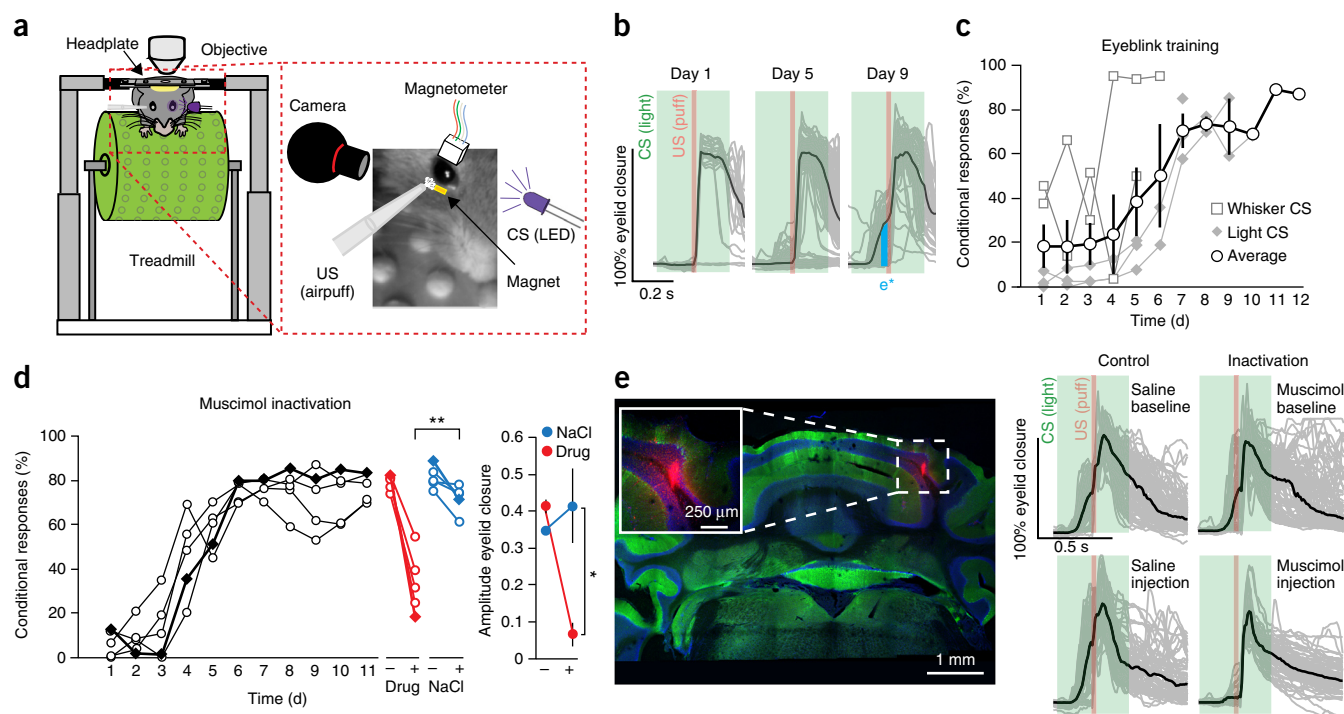 a
Headplate
Objective
Camera
Magnetometer
CS (LED)
US
(airpuff)
Magnet
Treadmill
b
Day 1
Day 5
Day 9
CS (light)
US (puff)
100% eyelid closure
0.2 s
e*
c
Eyeblink training
Conditional responses (%)
100
80
60
40
20
0
Whisker CS
Light CS
Average
1 2 3 4 5 6 7 8 9 10 11 12
Time (d)
d
Muscimol inactivation
Conditional responses (%)
100
80
60
40
20
0
1 2 3 4 5 6 7 8 9 10 11
Time (d)
**
– + – +
Drug NaCl
NaCl
Drug
Amplitude eyelid closure
0.6
0.5
0.4
0.3
0.2
0.1
0
– +
*
e
250 µm
1 mm
Control
Inactivation
CS (light)
US (puff)
Saline
baseline
Muscimol
baseline
100% eyelid closure
0.5 s
Saline
injection
Muscimol
injection